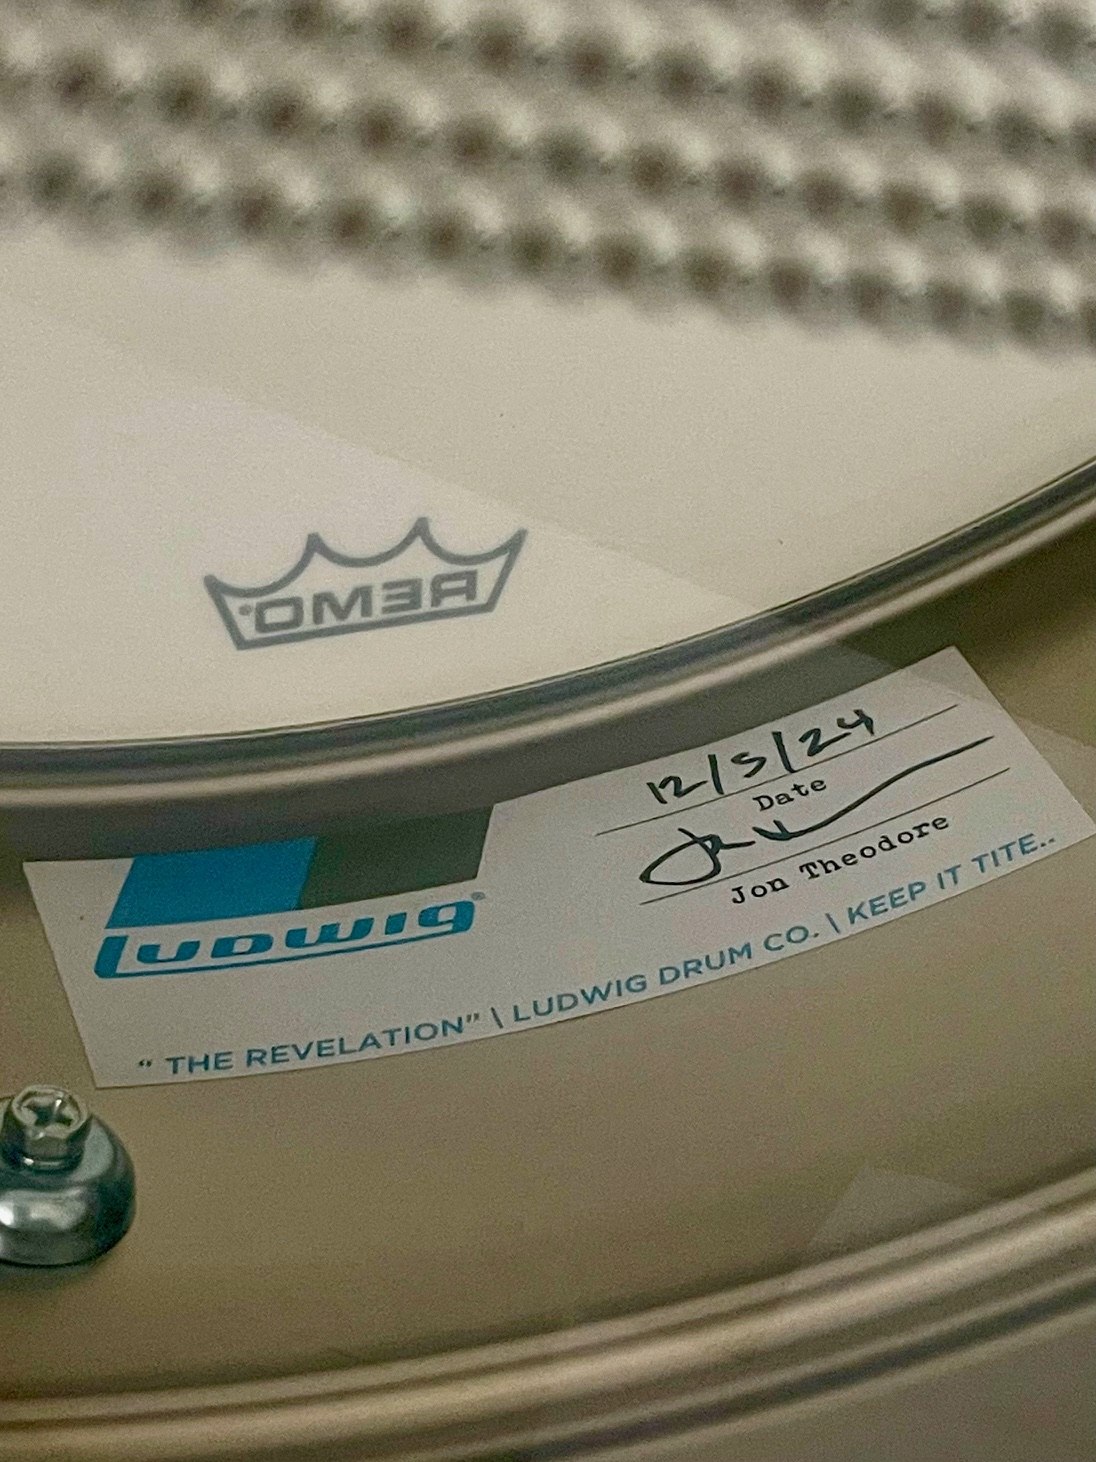 REMO®
12/5/24
Date
Jon Theodore
LUDWIG®
“ THE REVELATION” \ LUDWIG DRUM CO. \ KEEP IT TITE..